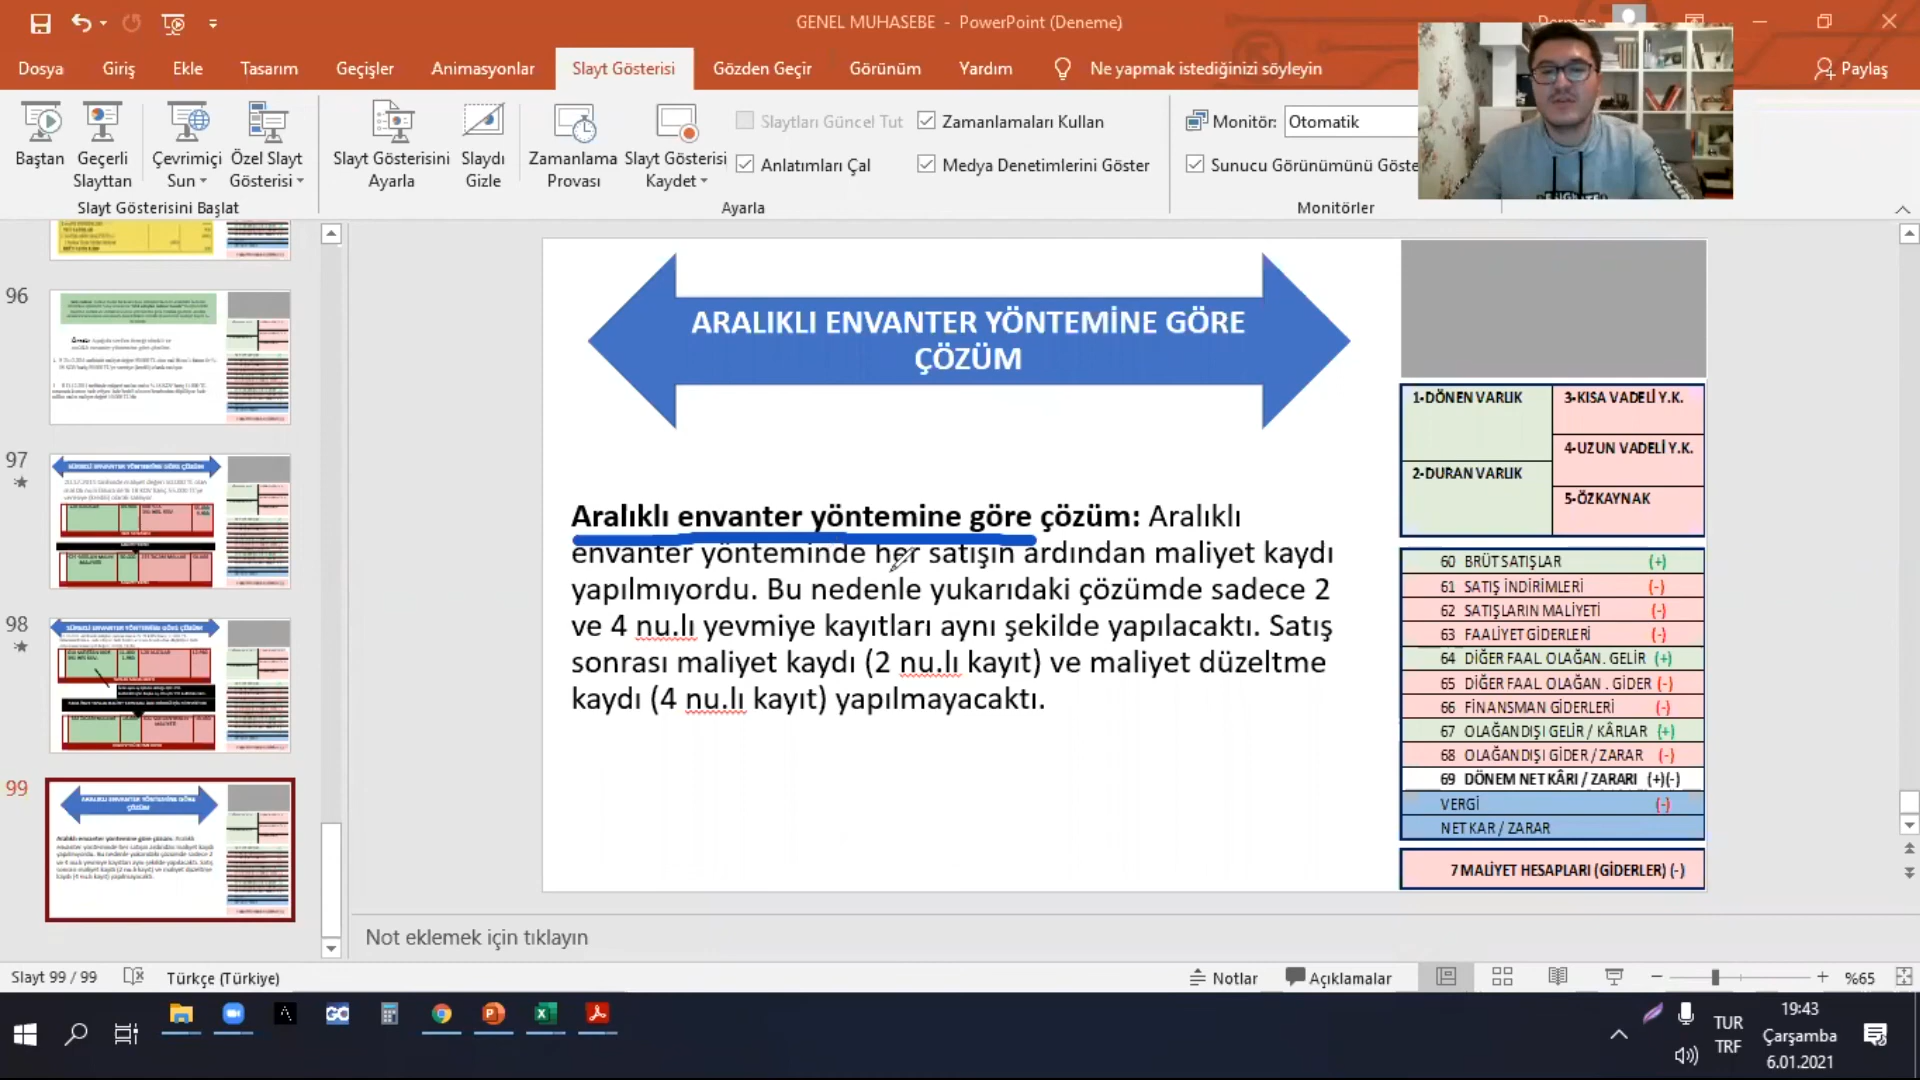 GENEL MUHASEBE - PowerPoint (Deneme)
Dosya Giriş Ekle Tasarım Geçişler Animasyonlar Slayt Gösterisi Gözden Geçir Görünüm Yardım Ne yapmak istediğinizi söyleyin Paylaş
Baştan
Geçerli Slayttan
Çevrimiçi Sun
Özel Slayt Gösterisi
Slayt Gösterisini Başlat
Slayt Gösterisini Ayarla
Slaydı Gizle
Zamanlama Provası
Slayt Gösterisi Kaydet
Slaytları Güncel Tut
Anlatımları Çal
Zamanlamaları Kullan
Medya Denetimlerini Göster
Ayarla
Monitör: Otomatik
Sunucu Görünümünü Göste
Monitörler
96
97
98
99
ARALIKLI ENVANTER YÖNTEMİNE GÖRE
ÇÖZÜM
Aralıklı envanter yöntemine göre çözüm: Aralıklı
envanter yönteminde her satışın ardından maliyet kaydı
yapılmıyordu. Bu nedenle yukarıdaki çözümde sadece 2
ve 4 nu.lı yevmiye kayıtları aynı şekilde yapılacaktı. Satış
sonrası maliyet kaydı (2 nu.lı kayıt) ve maliyet düzeltme
kaydı (4 nu.lı kayıt) yapılmayacaktı.
1-DÖNEN VARLIK
2-DURAN VARLIK
3-KISA VADELİ Y.K.
4-UZUN VADELİ Y.K.
5-ÖZKAYNAK
60 BRÜT SATIŞLAR (+)
61 SATIŞ İNDİRİMLERİ (-)
62 SATIŞLARIN MALİYETİ (-)
63 FAALİYET GİDERLERİ (-)
64 DİĞER FAAL. OLAĞAN. GELİR (+)
65 DİĞER FAAL. OLAĞAN . GİDER (-)
66 FİNANSMAN GİDERLERİ (-)
67 OLAĞANDIŞI GELİR / KÂRLAR (+)
68 OLAĞANDIŞI GİDER / ZARAR (-)
69 DÖNEM NET KÂRI / ZARARI (+)(-)
VERGİ (-)
NET KAR / ZARAR
7 MALİYET HESAPLARI (GİDERLER) (-)
Not eklemek için tıklayın
Slayt 99 / 99 Türkçe (Türkiye) Notlar Açıklamalar %65
TUR
TRF
19:43
Çarşamba
6.01.2021